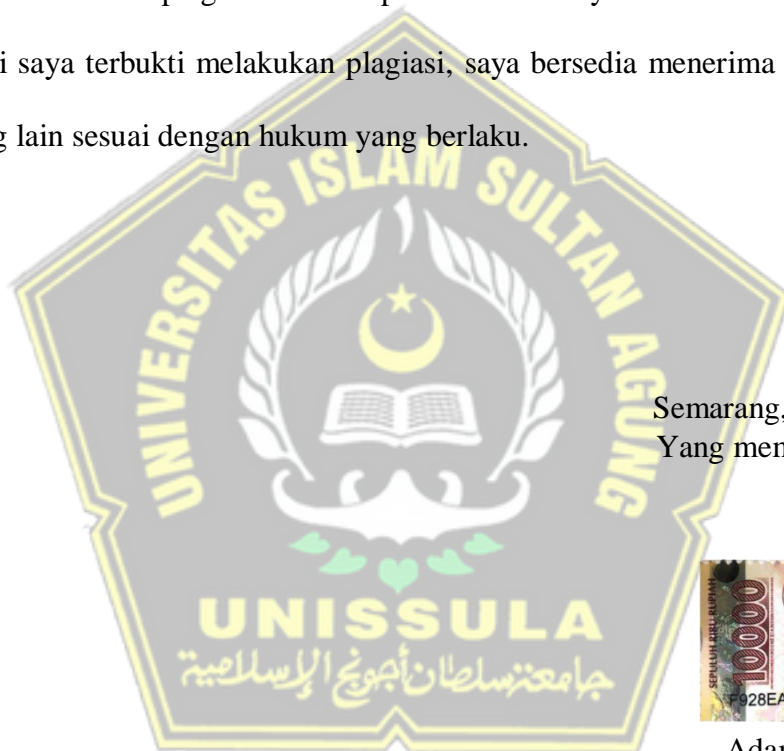 i saya terbukti melakukan plagiasi, saya bersedia menerima
g lain sesuai dengan hukum yang berlaku.
UNIVERSITAS ISLAM SULTAN AGUNG
Semarang,
Yang men
SEPULUH RIBU RUPIAH
10000
F928EA
UNISSULA
جامعة سلطان أجونج الإسلامية
Adar